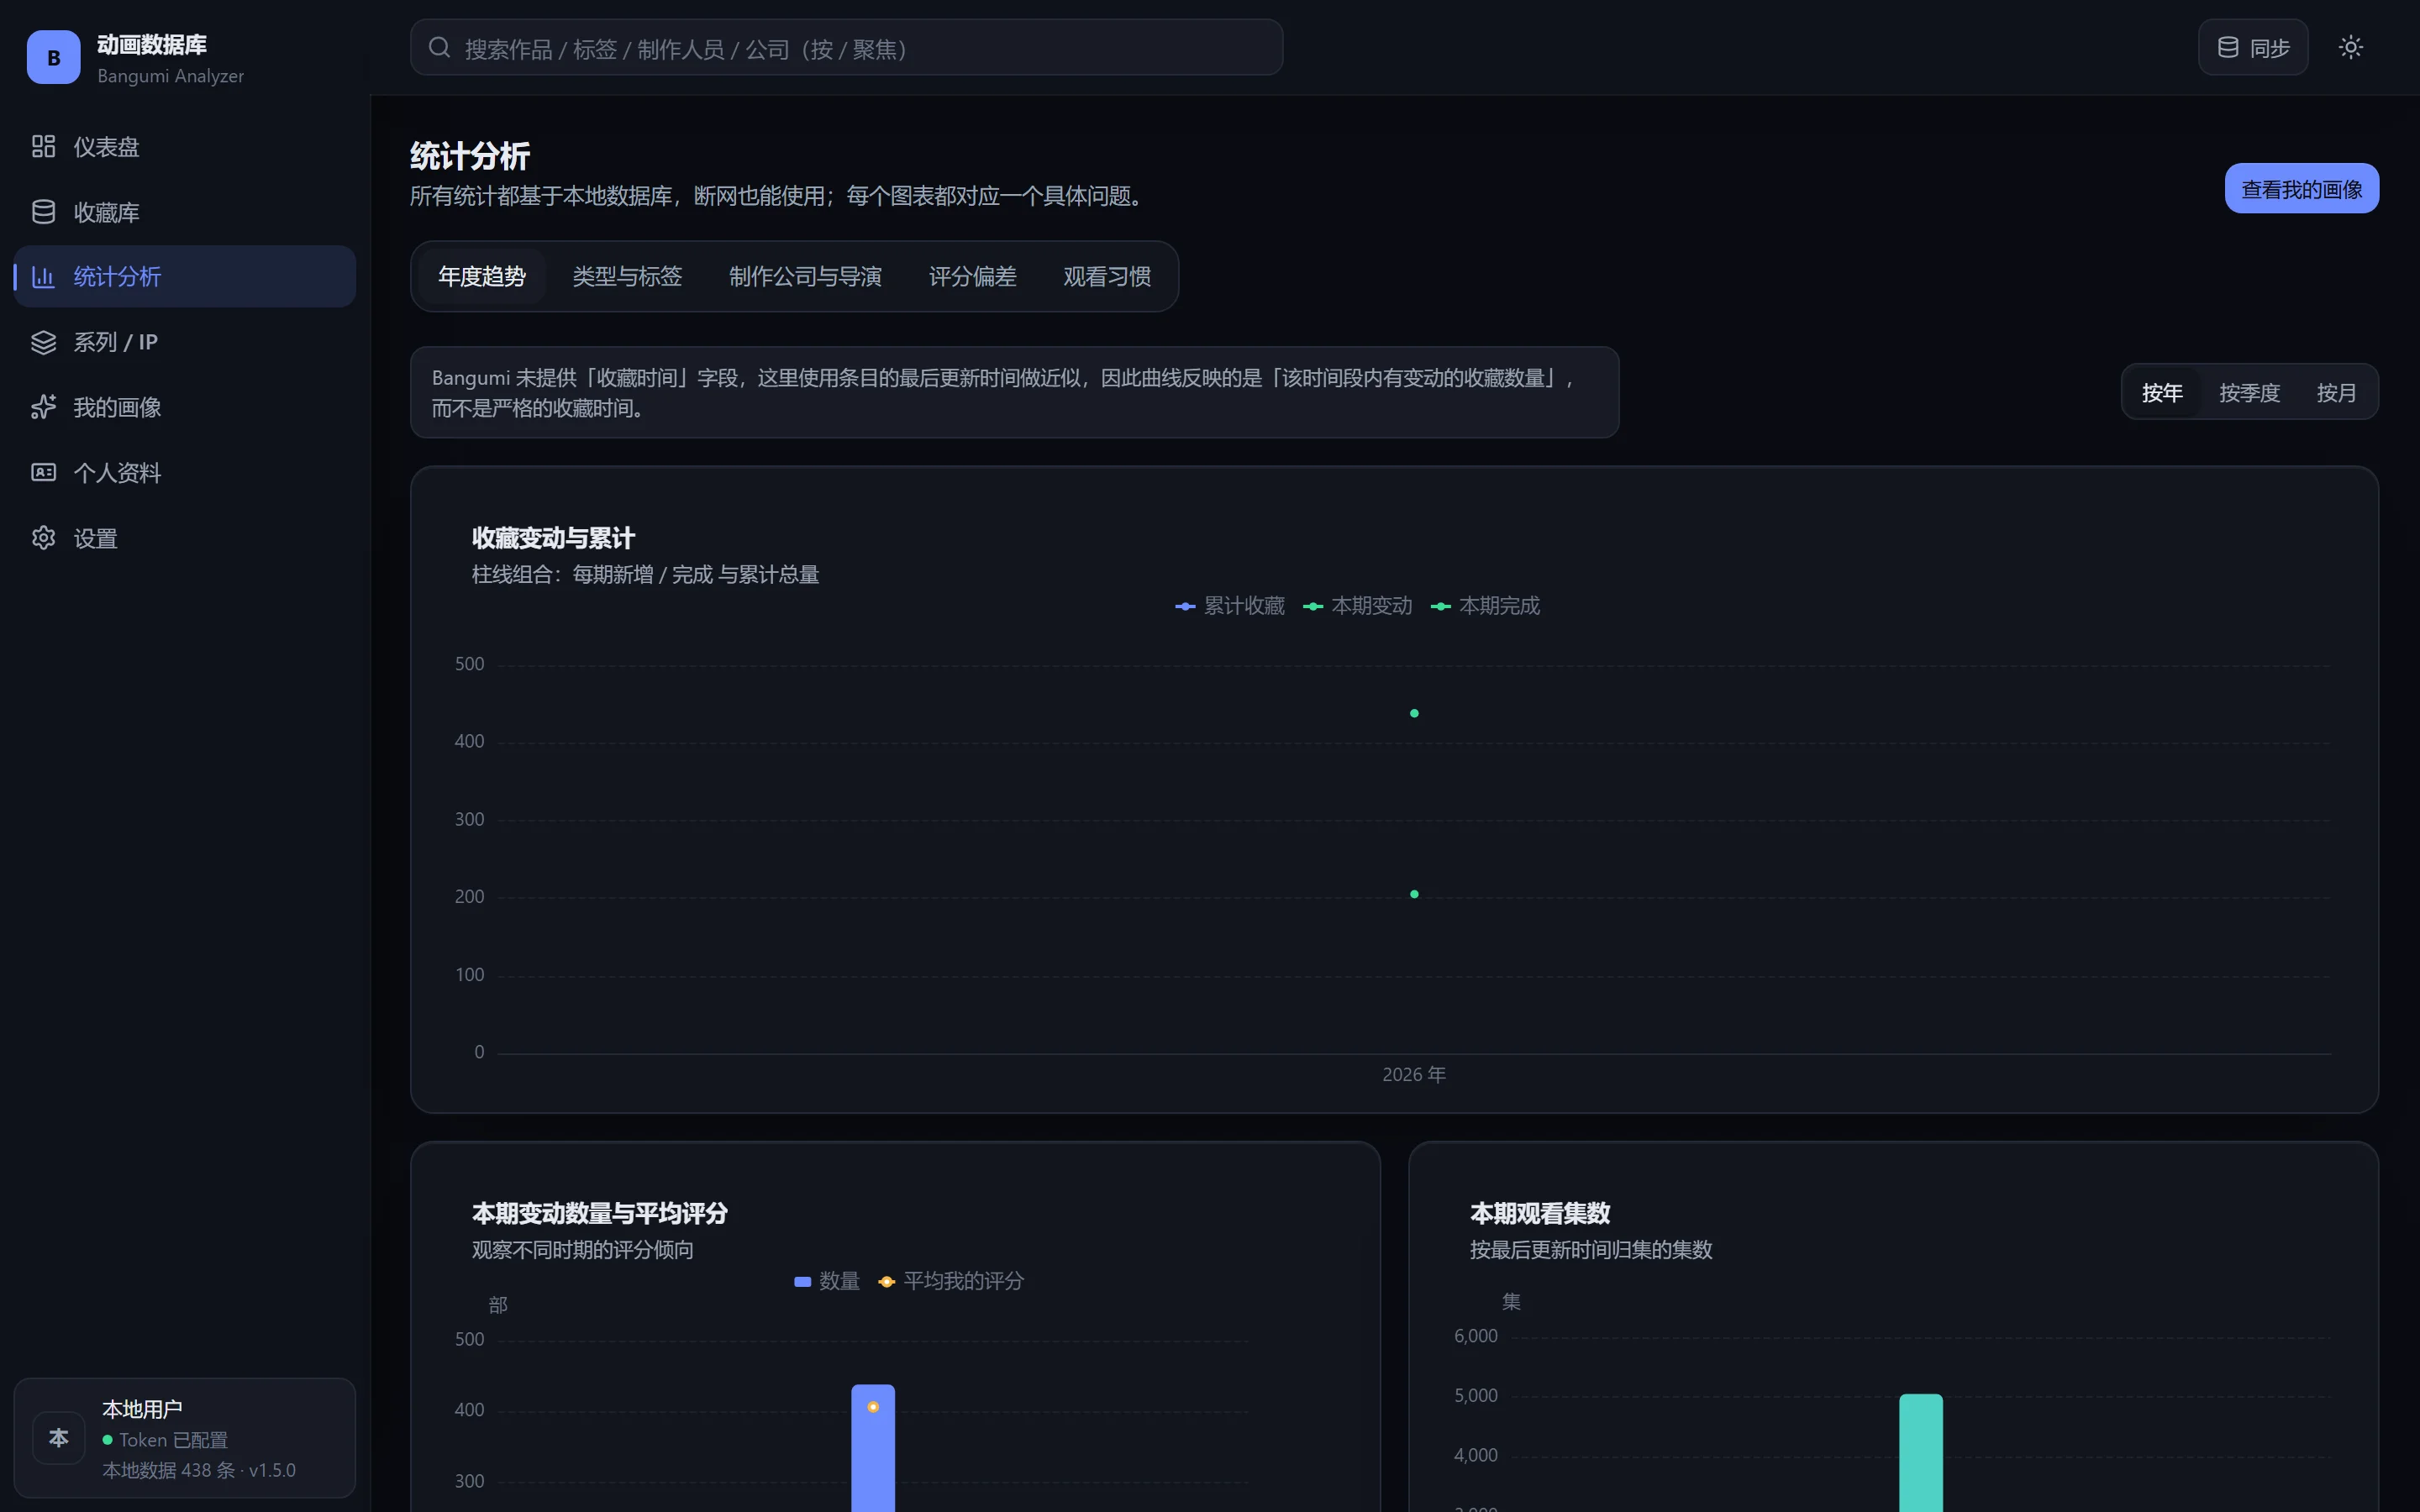 B
动画数据库
Bangumi Analyzer
仪表盘
收藏库
统计分析
系列 / IP
我的画像
个人资料
设置
本
本地用户
Token 已配置
本地数据 438 条 · v1.5.0
搜索作品 / 标签 / 制作人员 / 公司（按 / 聚焦）
同步
统计分析
所有统计都基于本地数据库，断网也能使用；每个图表都对应一个具体问题。
查看我的画像
年度趋势 类型与标签 制作公司与导演 评分偏差 观看习惯
Bangumi 未提供「收藏时间」字段，这里使用条目的最后更新时间做近似，因此曲线反映的是「该时间段内有变动的收藏数量」，
而不是严格的收藏时间。
按年 按季度 按月
收藏变动与累计
柱线组合：每期新增 / 完成 与累计总量
累计收藏 本期变动 本期完成
500
400
300
200
100
0
2026 年
本期变动数量与平均评分
观察不同时期的评分倾向
数量 平均我的评分
部
500
400
300
本期观看集数
按最后更新时间归集的集数
集
6,000
5,000
4,000